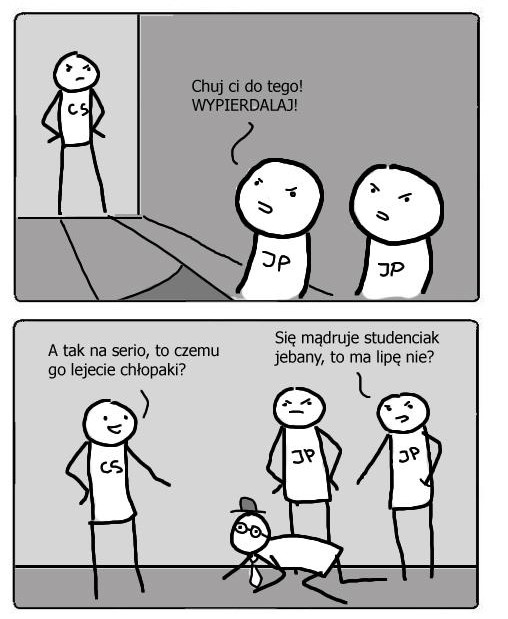 CS
Chuj ci do tego!
WYPIERDALAJ!
JP
JP
A tak na serio, to czemu
go lejecie chłopaki?
Się mądruje studenciak
jebany, to ma lipę nie?
CS
JP
JP